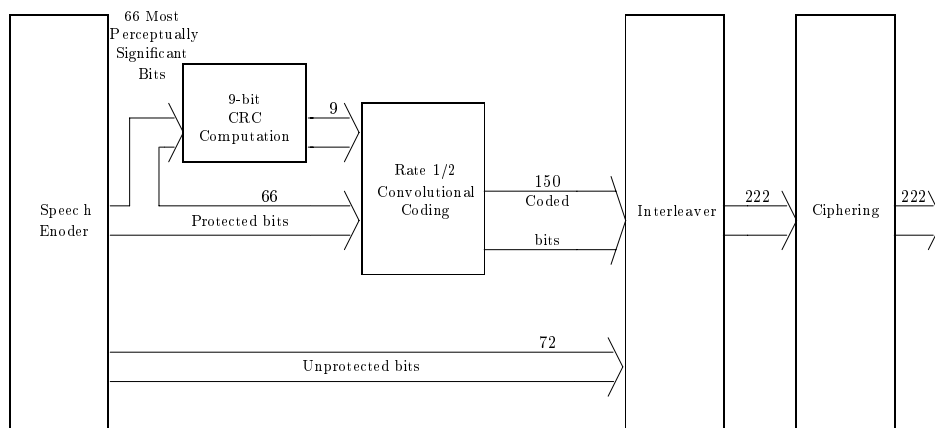 66 Most
Perceptually
Significant
Bits
9-bit
CRC
Computation
9
Rate 1/2
Convolutional
Coding
150
Coded
bits
66
Protected bits
Speech
Enoder
Interleaver
222
Ciphering
222
72
Unprotected bits